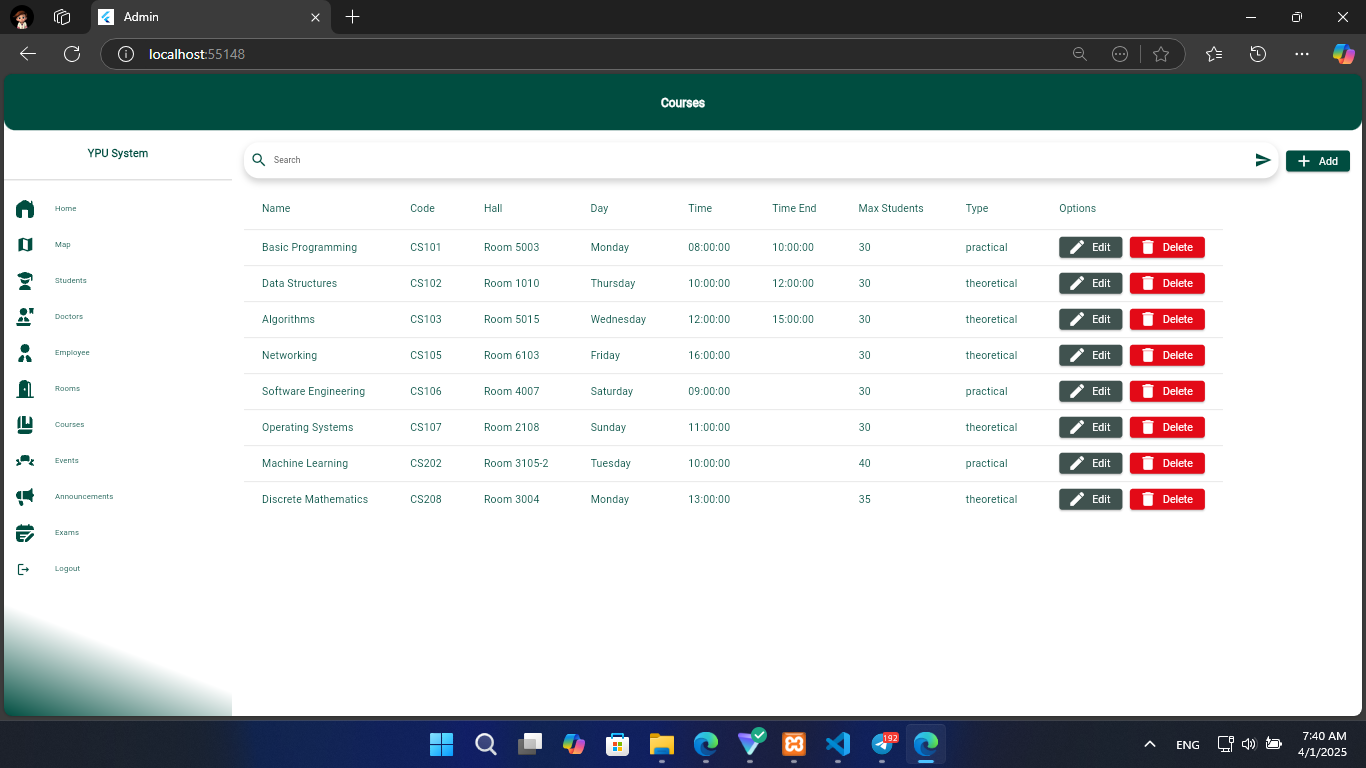 Admin
localhost:55148
Courses
YPU System
Search
Add
Home
Map
Students
Doctors
Employee
Rooms
Courses
Events
Announcements
Exams
Logout
Name Code Hall Day Time Time End Max Students Type Options
Basic Programming CS101 Room 5003 Monday 08:00:00 10:00:00 30 practical Edit Delete
Data Structures CS102 Room 1010 Thursday 10:00:00 12:00:00 30 theoretical Edit Delete
Algorithms CS103 Room 5015 Wednesday 12:00:00 15:00:00 30 theoretical Edit Delete
Networking CS105 Room 6103 Friday 16:00:00 30 theoretical Edit Delete
Software Engineering CS106 Room 4007 Saturday 09:00:00 30 practical Edit Delete
Operating Systems CS107 Room 2108 Sunday 11:00:00 30 theoretical Edit Delete
Machine Learning CS202 Room 3105-2 Tuesday 10:00:00 40 practical Edit Delete
Discrete Mathematics CS208 Room 3004 Monday 13:00:00 35 theoretical Edit Delete
192
ENG
7:40 AM
4/1/2025